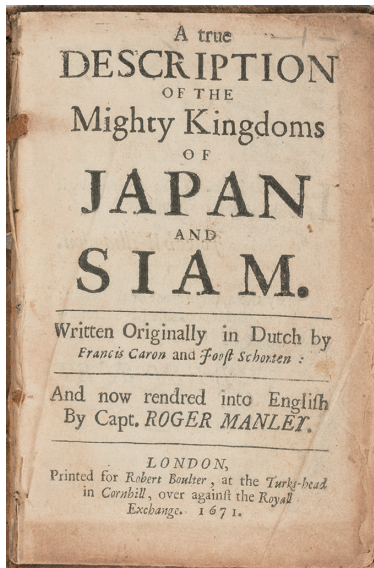 A true
DESCRIPTION
OF THE
Mighty Kingdoms
OF
JAPAN
AND
SIAM.
Written Originally in Dutch by
Francis Caron and Jooſt Schorten :
And now rendred into Engliſh
By Capt. ROGER MANLEY.
LONDON,
Printed for Robert Boulter, at the Turks-head
in Cornhill, over againſt the Royall
Exchange. 1671.